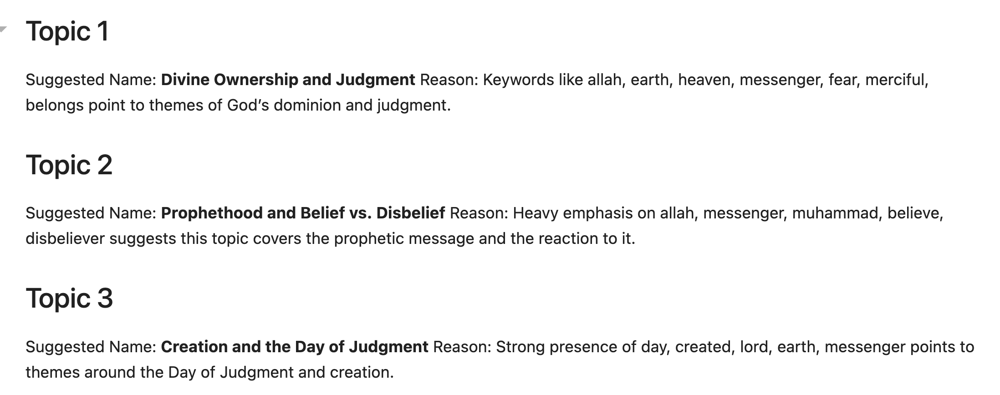 Topic 1
Suggested Name: Divine Ownership and Judgment Reason: Keywords like allah, earth, heaven, messenger, fear, merciful,
belongs point to themes of God’s dominion and judgment.
Topic 2
Suggested Name: Prophethood and Belief vs. Disbelief Reason: Heavy emphasis on allah, messenger, muhammad, believe,
disbeliever suggests this topic covers the prophetic message and the reaction to it.
Topic 3
Suggested Name: Creation and the Day of Judgment Reason: Strong presence of day, created, lord, earth, messenger points to
themes around the Day of Judgment and creation.